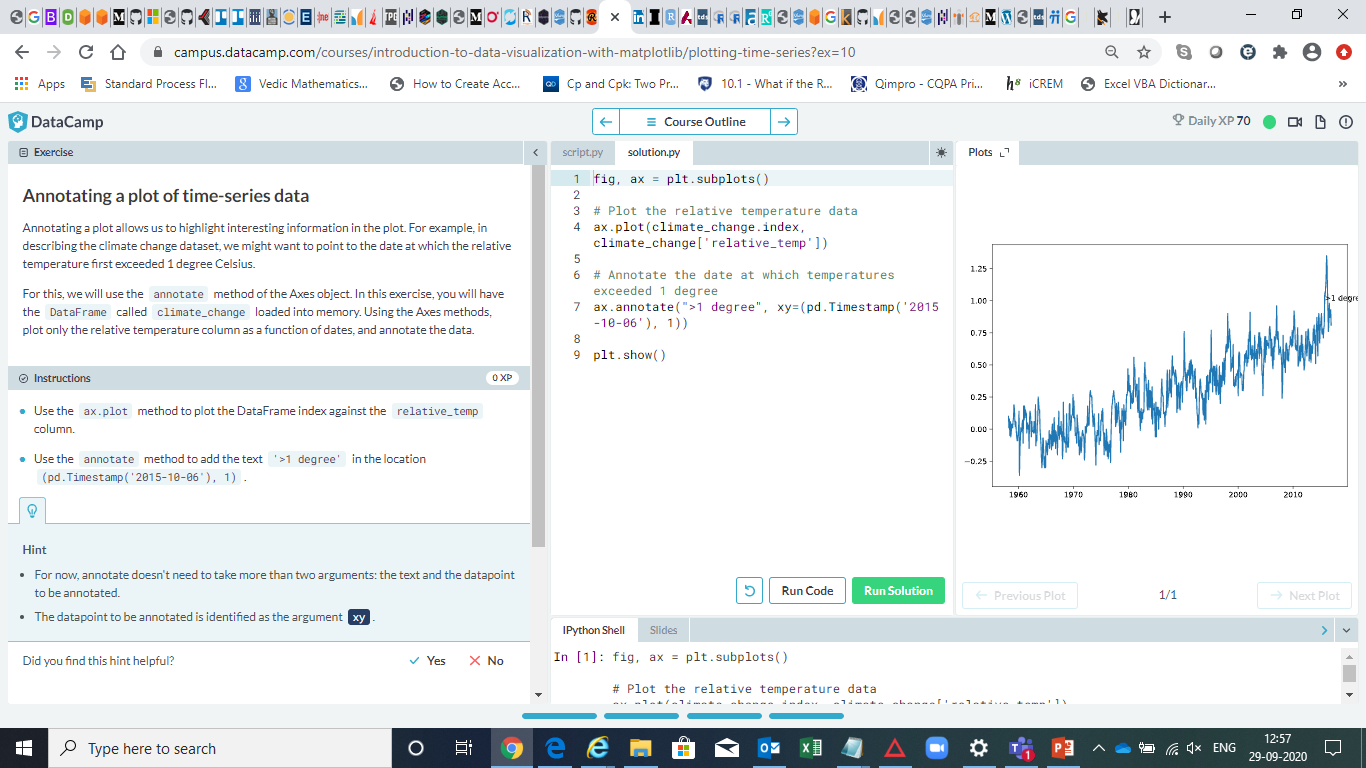 campus.datacamp.com/courses/introduction-to-data-visualization-with-matplotlib/plotting-time-series?ex=10
Apps
Standard Process Fl...
Vedic Mathematics...
How to Create Acc...
Cp and Cpk: Two Pr...
10.1 - What if the R...
Qimpro - CQPA Pri...
iCREM
Excel VBA Dictionar...
»
DataCamp
Course Outline
Daily XP 70
Exercise
Annotating a plot of time-series data
Annotating a plot allows us to highlight interesting information in the plot. For example, in
describing the climate change dataset, we might want to point to the date at which the relative
temperature first exceeded 1 degree Celsius.
For this, we will use the annotate method of the Axes object. In this exercise, you will have
the DataFrame called climate_change loaded into memory. Using the Axes methods,
plot only the relative temperature column as a function of dates, and annotate the data.
Instructions
0 XP
Use the ax.plot method to plot the DataFrame index against the relative_temp
column.
Use the annotate method to add the text '>1 degree' in the location
(pd.Timestamp('2015-10-06'), 1) .
Hint
For now, annotate doesn't need to take more than two arguments: the text and the datapoint
to be annotated.
The datapoint to be annotated is identified as the argument xy .
Did you find this hint helpful?
Yes
No
script.py
solution.py
1 fig, ax = plt.subplots()
2
3 # Plot the relative temperature data
4 ax.plot(climate_change.index,
climate_change['relative_temp'])
5
6 # Annotate the date at which temperatures
exceeded 1 degree
7 ax.annotate(">1 degree", xy=(pd.Timestamp('2015
-10-06'), 1))
8
9 plt.show()
Run Code
Run Solution
Plots
1.25
1.00
0.75
0.50
0.25
0.00
−0.25
1960 1970 1980 1990 2000 2010
>1 degre
Previous Plot
1/1
Next Plot
IPython Shell
Slides
In [1]: fig, ax = plt.subplots()
# Plot the relative temperature data
ax.plot(climate_change.index, climate_change['relative_temp'])
Type here to search
ENG
12:57
29-09-2020